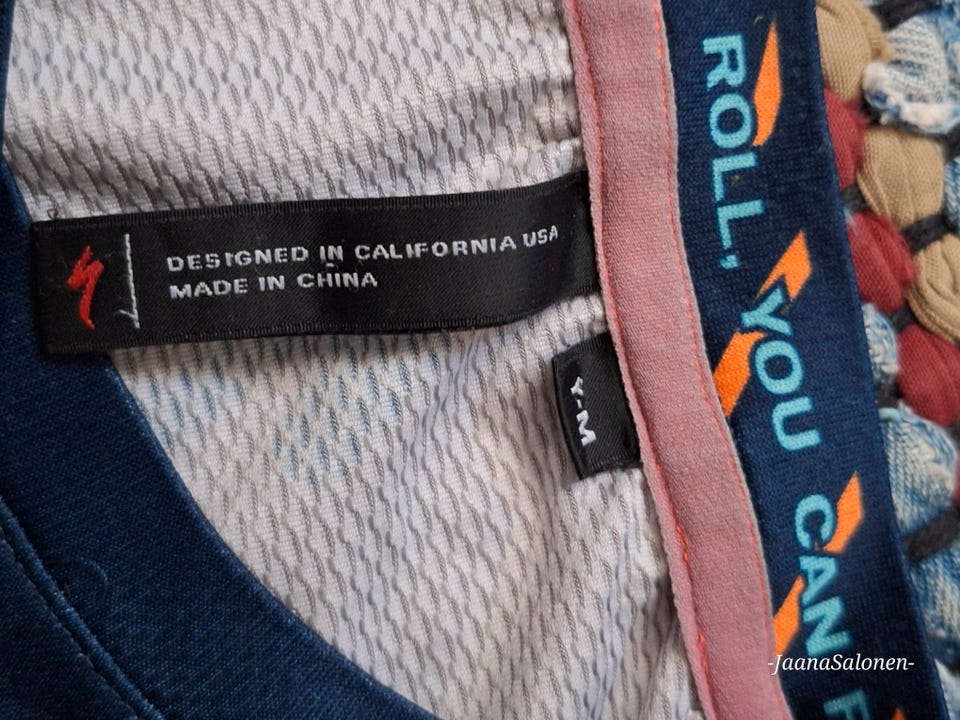 DESIGNED IN CALIFORNIA USA
MADE IN CHINA
Y-M
ROLL, YOU CAN
-JaanaSalonen-